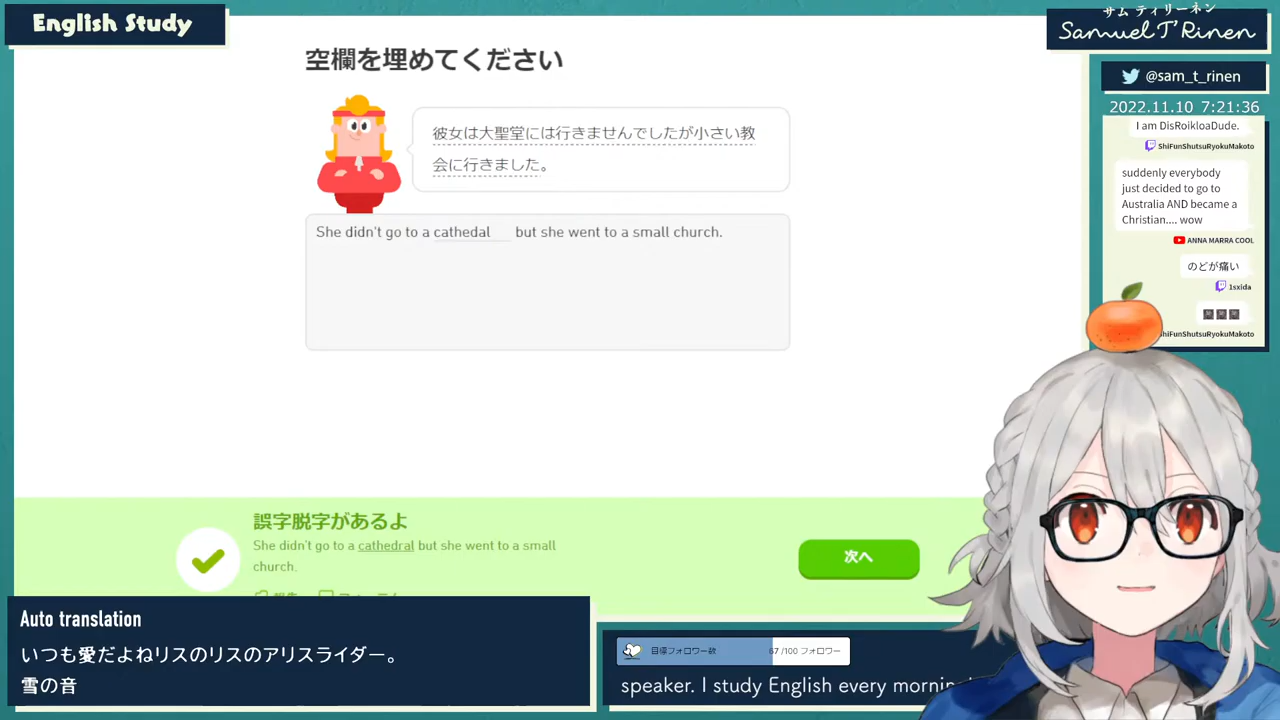 English Study
サム ティリーネン
Samuel T'Rinen
@sam_t_rinen
2022.11.10 7:21:36
I am DisRoikloaDude.
ShiFunShutsuRyokuMakoto
suddenly everybody
just decided to go to
Australia AND became a
Christian.... wow
ANNA MARRA COOL
のどが痛い
1sxida
hiFunShutsuRyokuMakoto
空欄を埋めてください
彼女は大聖堂には行きませんでしたが小さい教
会に行きました。
She didn't go to a cathedal but she went to a small church.
誤字脱字があるよ
She didn't go to a cathedral but she went to a small
church.
次へ
Auto translation
いつも愛だよねリスのリスのアリスライダー。
雪の音
目標フォロワー数 67 /100 フォロワー
speaker. I study English every mornin